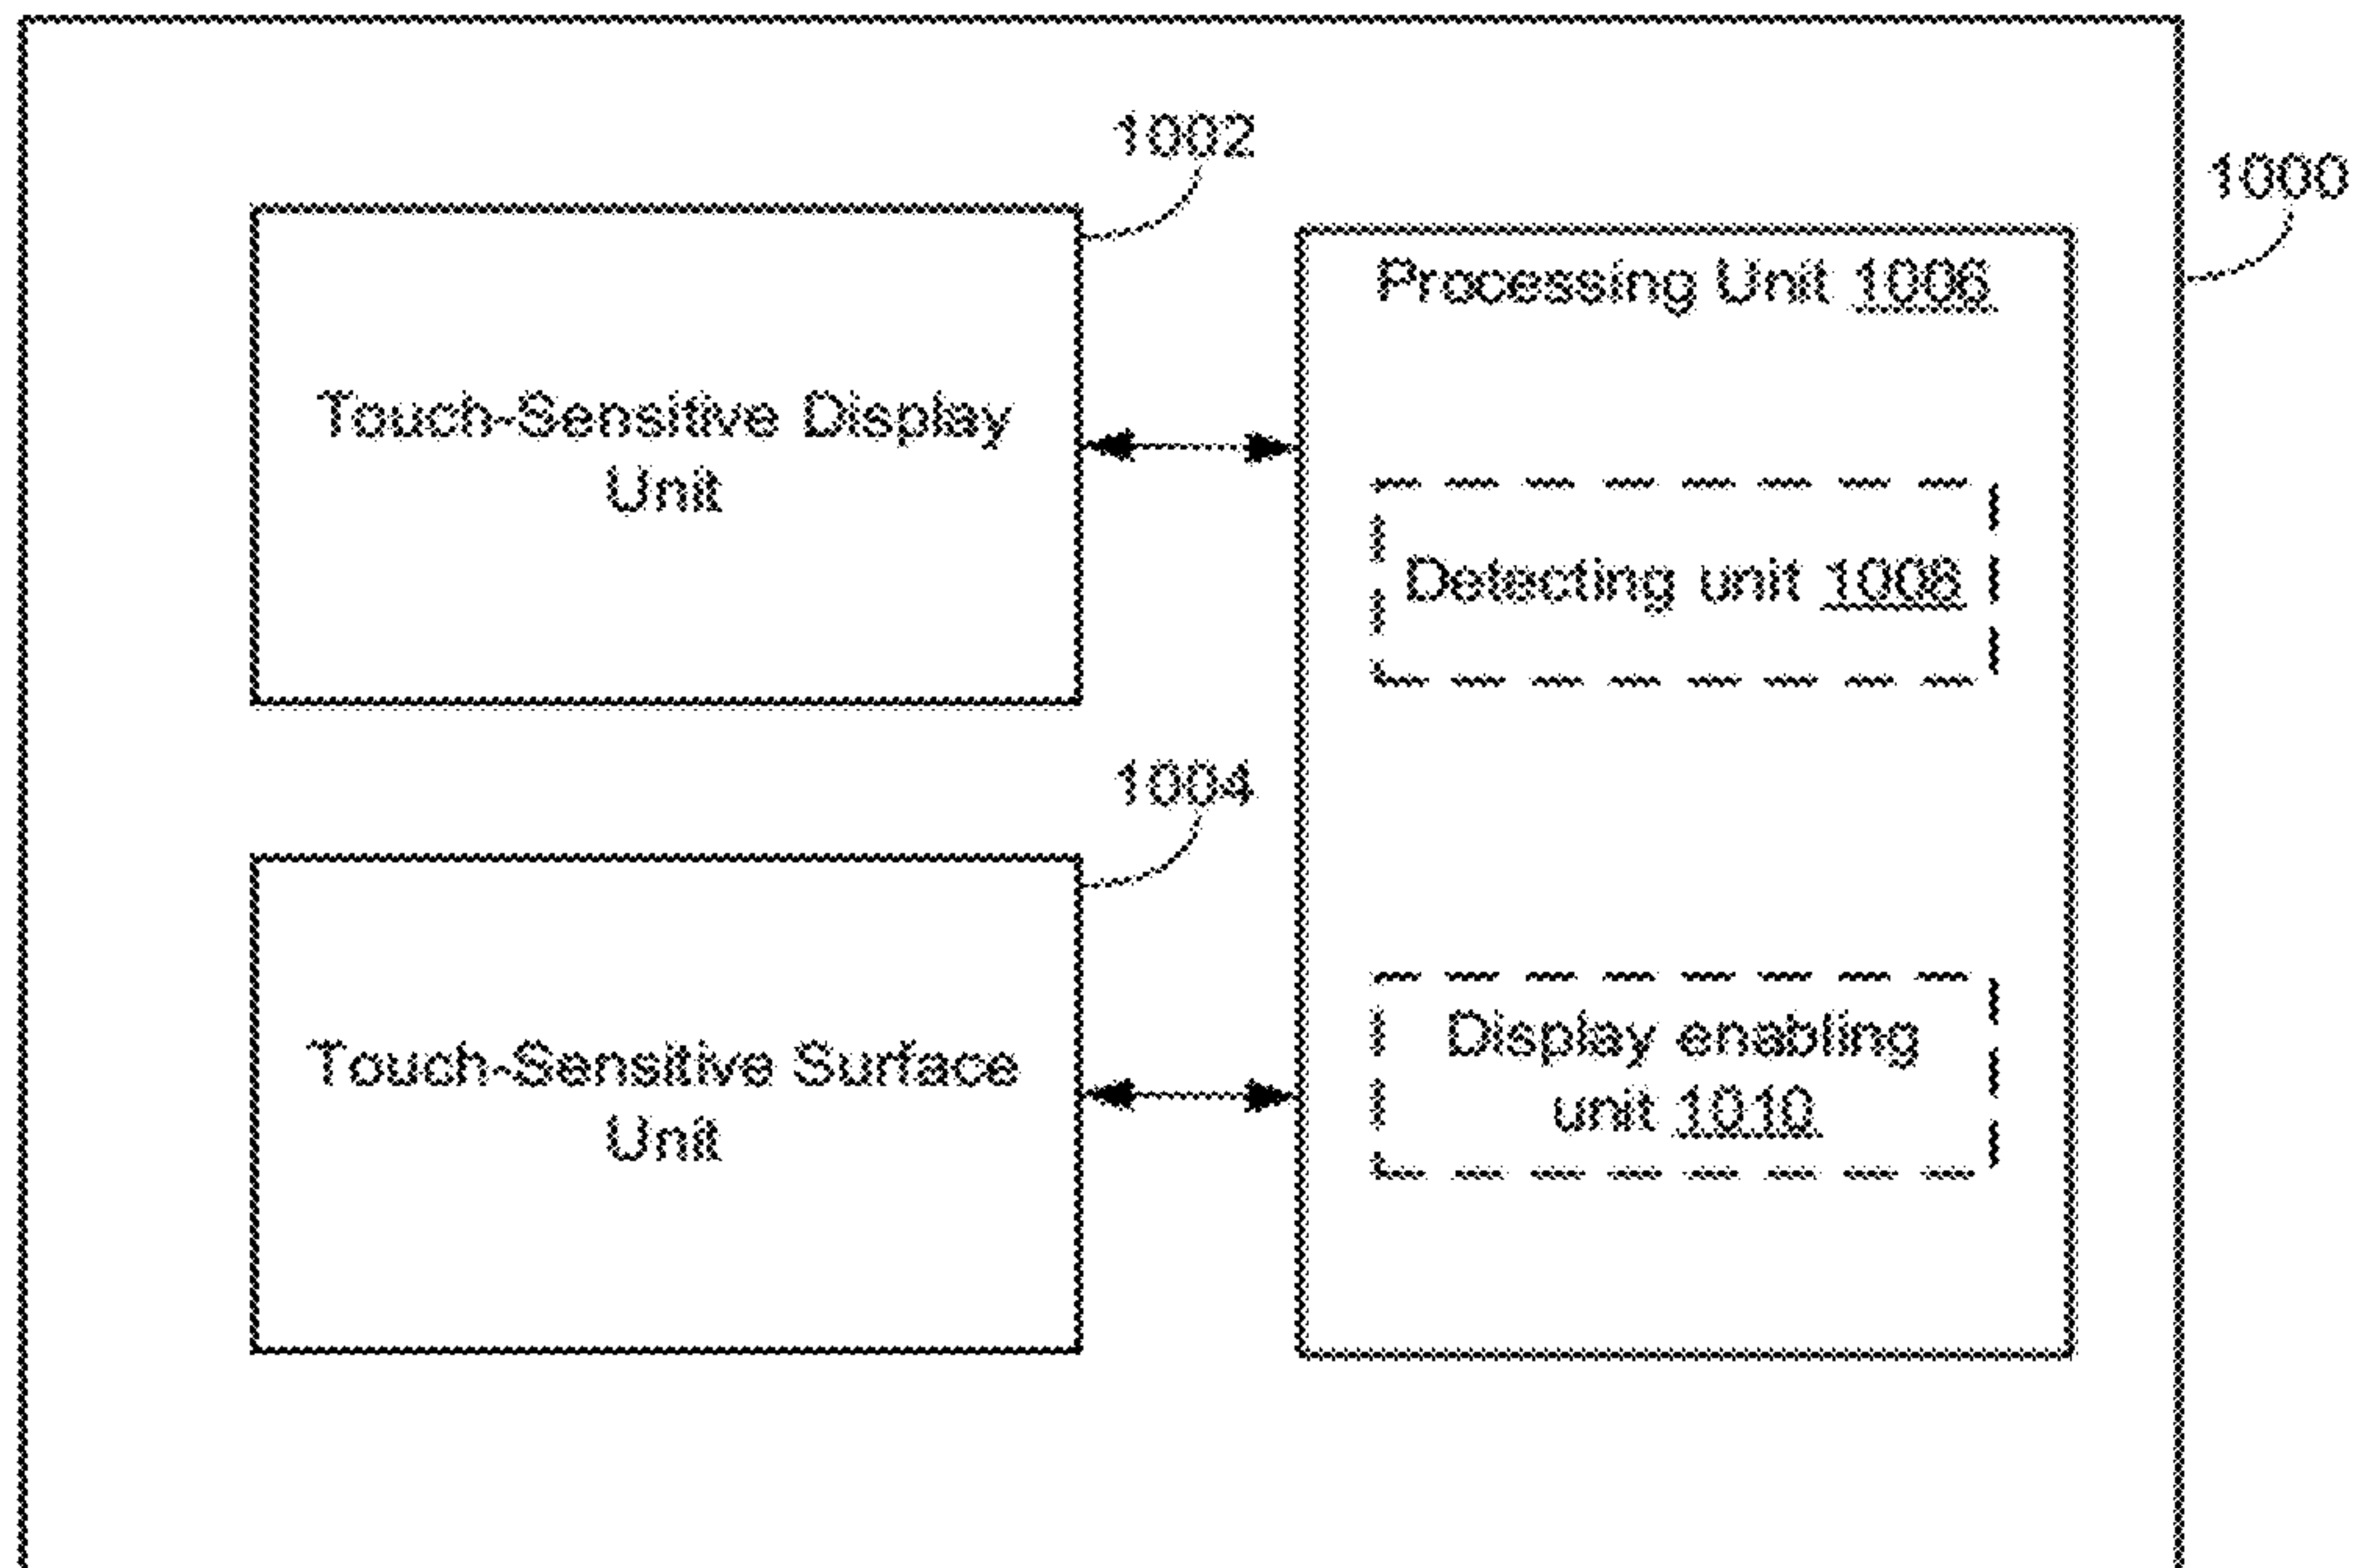 1002
1000
Processing Unit 1006
Touch-Sensitive Display
Unit
Detecting unit 1008
1004
Touch-Sensitive Surface
Unit
Display enabling
unit 1010